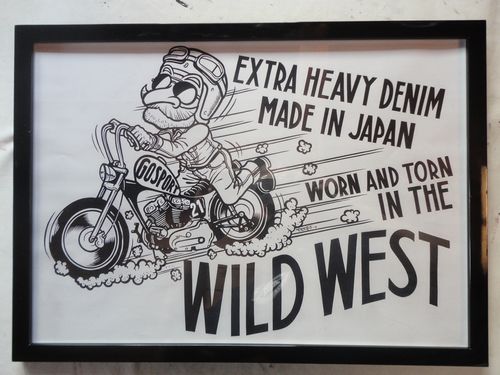 EXTRA HEAVY DENIM
MADE IN JAPAN
WORN AND TORN
IN THE
WILD WEST
GOSPORT